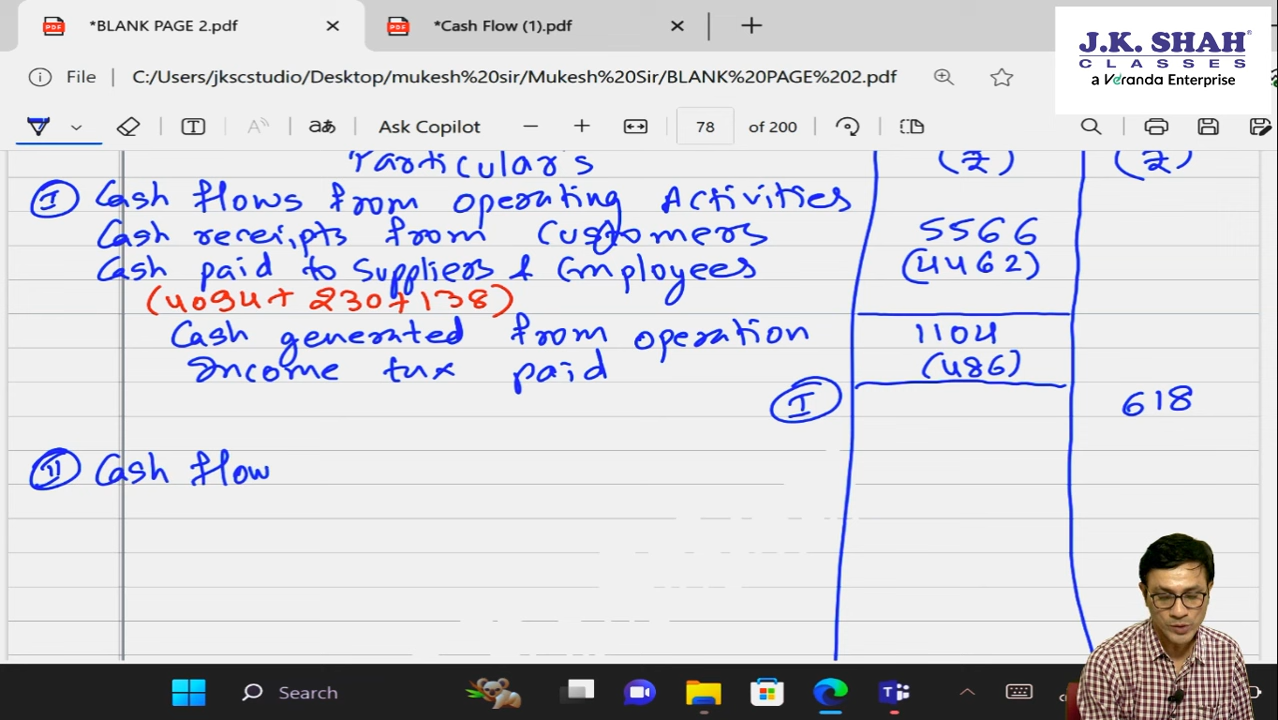 *BLANK PAGE 2.pdf
*Cash Flow (1).pdf
J.K. SHAH
CLASSES
a Veranda Enterprise
File C:/Users/jkscstudio/Desktop/mukesh%20sir/Mukesh%20Sir/BLANK%20PAGE%202.pdf
Ask Copilot
78 of 200
Particular's (₹) (₹)
I Cash flows from operating Activities
Cash receipts from Customers 5566
Cash paid to Suppliers & Employees (4462)
(4094+ 230+138)
Cash generated from operation 1104
Income tax paid (486)
I 618
II Cash flow
Search